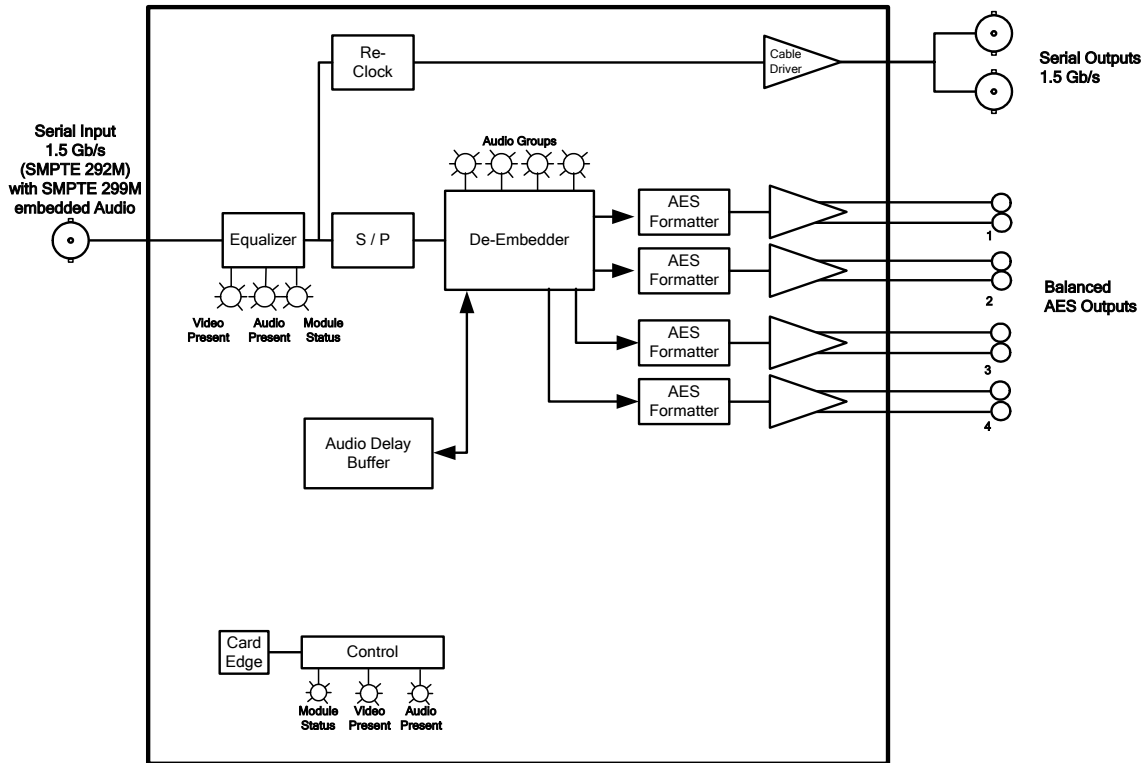 Re-
Clock
Cable
Driver
Serial Outputs
1.5 Gb/s
Serial Input
1.5 Gb/s
(SMPTE 292M)
with SMPTE 299M
embedded Audio
Audio Groups
Equalizer
S / P
De-Embedder
AES
Formatter
1
AES
Formatter
2
Balanced
AES Outputs
Video
Present
Audio
Present
Module
Status
AES
Formatter
3
AES
Formatter
4
Audio Delay
Buffer
Card
Edge
Control
Module
Status
Video
Present
Audio
Present